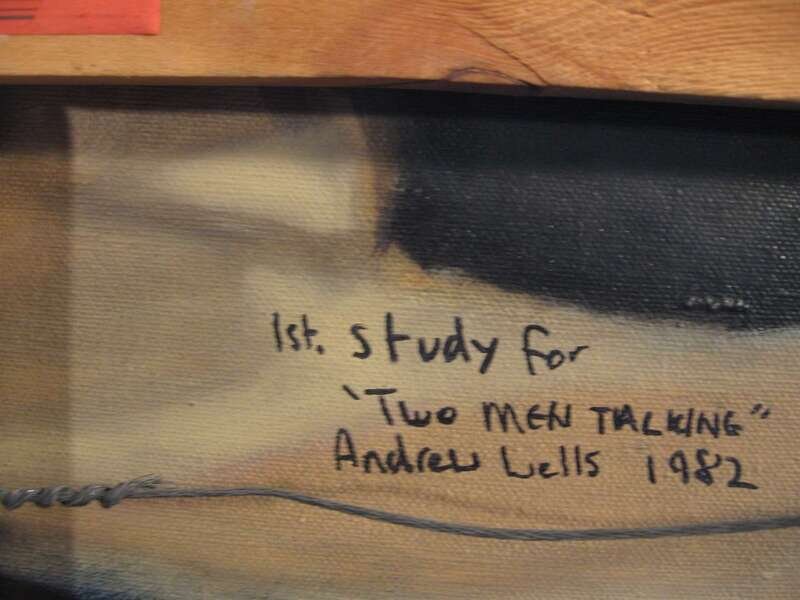 1st. study for
"Two MEN TALKING"
Andrew Wells 1982